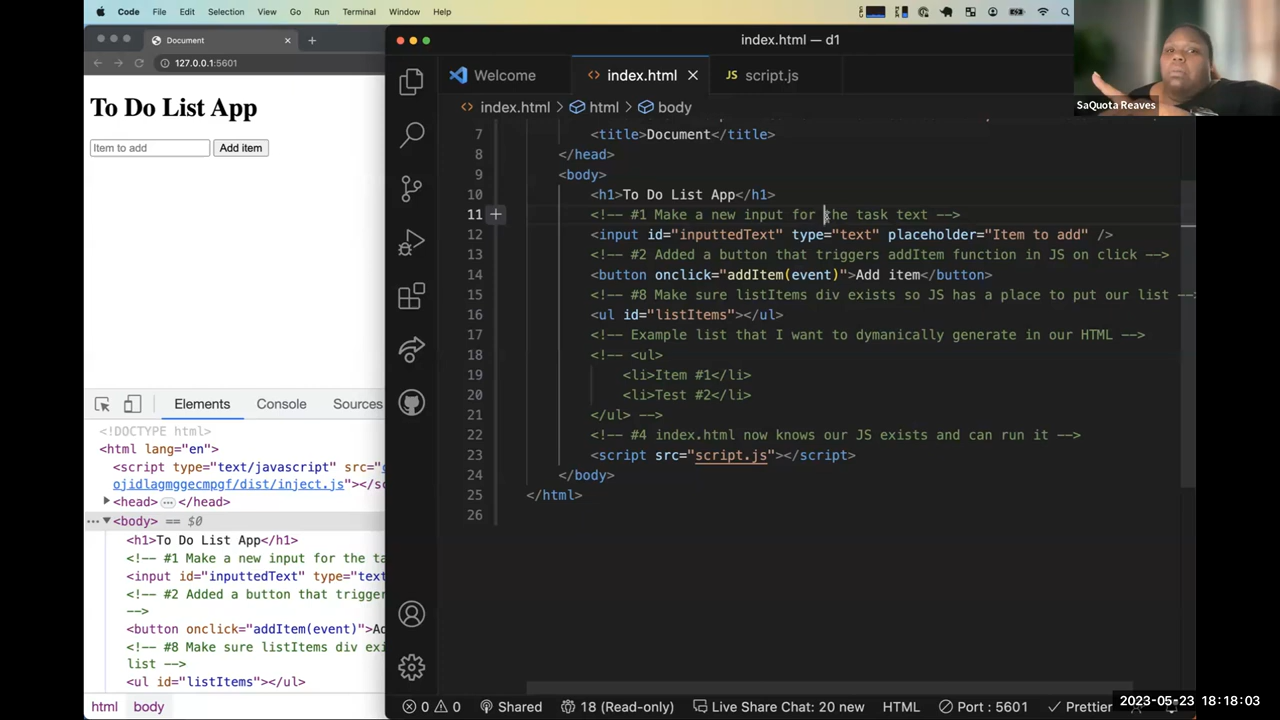 Code File Edit Selection View Go Run Terminal Window Help
Document
127.0.0.1:5601
To Do List App
Item to add
Add item
Elements Console Sources
<!DOCTYPE html>
<html lang="en">
<script type="text/javascript" src="
ojidlagmggecmpgf/dist/inject.js"></s
<head> </head>
<body> == $0
<h1>To Do List App</h1>
<!-- #1 Make a new input for the ta
<input id="inputtedText" type="text
<!-- #2 Added a button that trigger
-->
<button onclick="addItem(event)">Ad
<!-- #8 Make sure listItems div exi
list -->
<ul id="listItems"></ul>
html body
index.html — d1
Welcome index.html script.js
index.html > html > body
7 <title>Document</title>
8 </head>
9 <body>
10 <h1>To Do List App</h1>
11 <!-- #1 Make a new input for the task text -->
12 <input id="inputtedText" type="text" placeholder="Item to add" />
13 <!-- #2 Added a button that triggers addItem function in JS on click -->
14 <button onclick="addItem(event)">Add item</button>
15 <!-- #8 Make sure listItems div exists so JS has a place to put our list -->
16 <ul id="listItems"></ul>
17 <!-- Example list that I want to dymanically generate in our HTML -->
18 <!-- <ul>
19 <li>Item #1</li>
20 <li>Test #2</li>
21 </ul> -->
22 <!-- #4 index.html now knows our JS exists and can run it -->
23 <script src="script.js"></script>
24 </body>
25 </html>
26
0 0 Shared 18 (Read-only) Live Share Chat: 20 new HTML Port : 5601 Prettier
SaQuota Reaves
2023-05-23 18:18:03